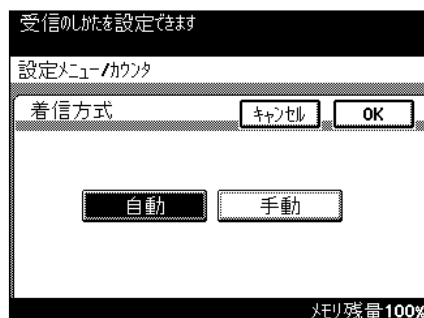 受信のしかたを設定できます
設定メニュー/カウンタ
着信方式 キャンセル OK
自動 手動
メモリ残量100%